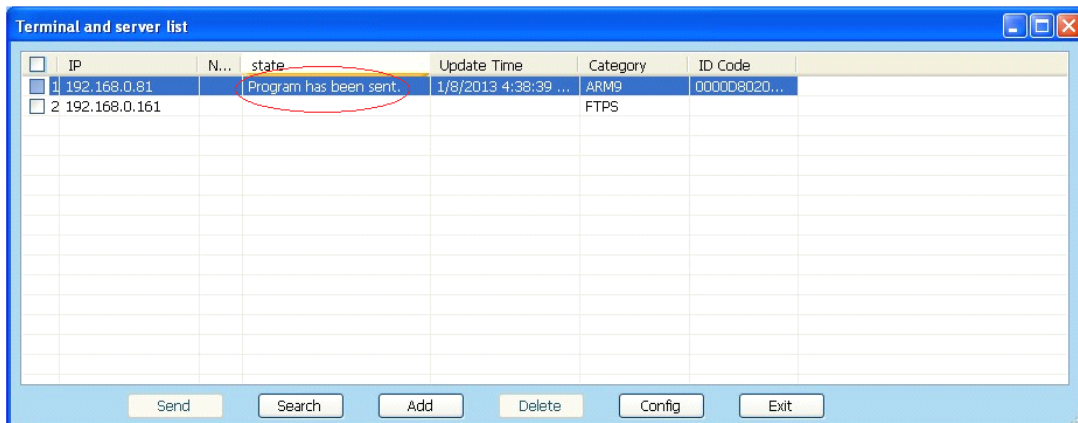 Terminal and server list
IP N... state Update Time Category ID Code
1 192.168.0.81 Program has been sent. 1/8/2013 4:38:39 ... ARM9 0000D8020...
2 192.168.0.161 FTPS
Send Search Add Delete Config Exit